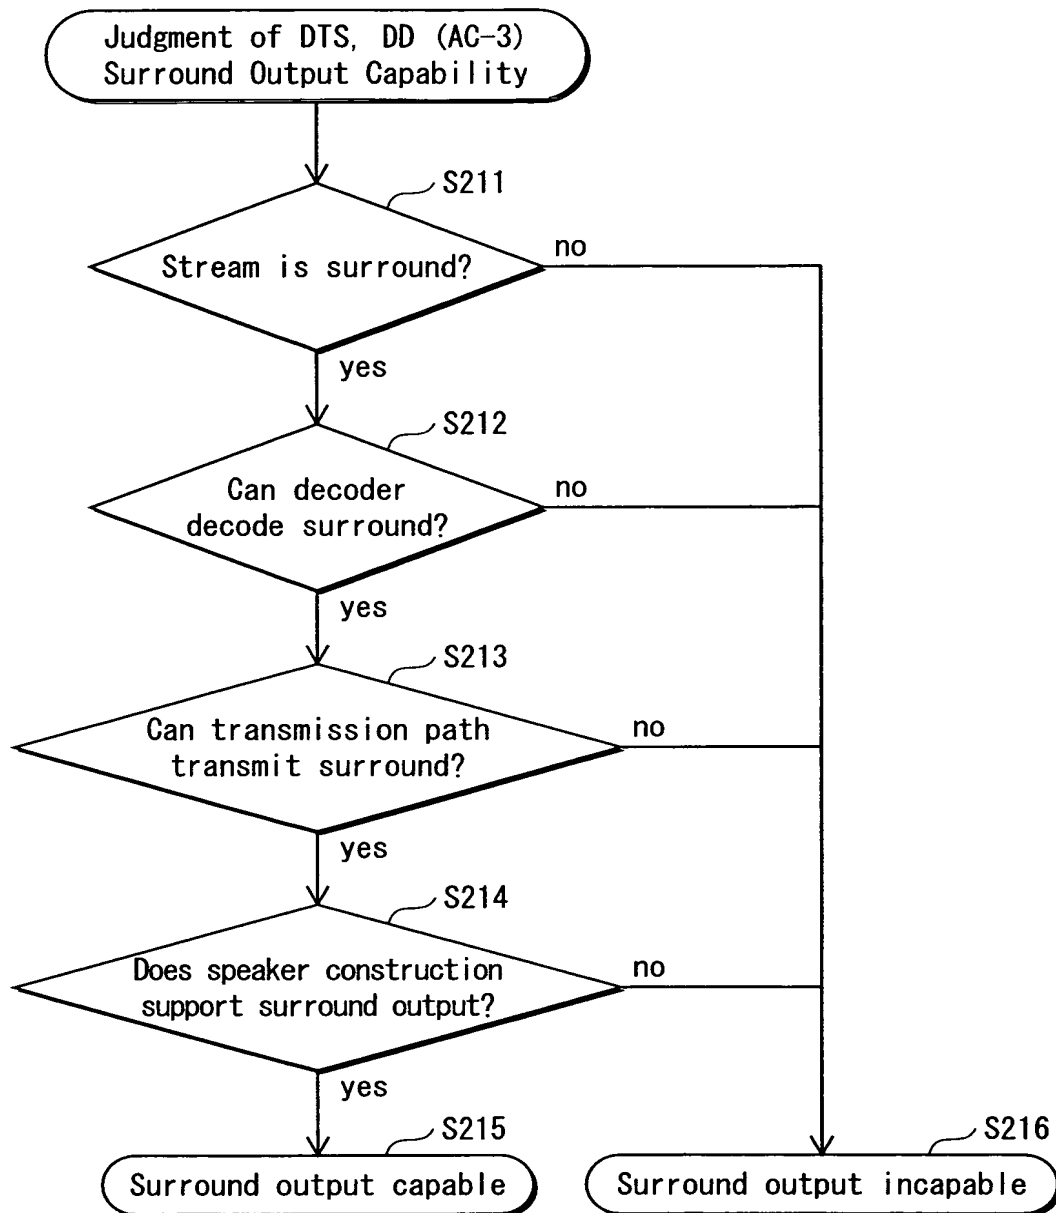 Judgment of DTS, DD (AC-3)
Surround Output Capability
S211
Stream is surround?
no
yes
S212
Can decoder
decode surround?
no
yes
S213
Can transmission path
transmit surround?
no
yes
S214
Does speaker construction
support surround output?
no
yes
S215
Surround output capable
S216
Surround output incapable